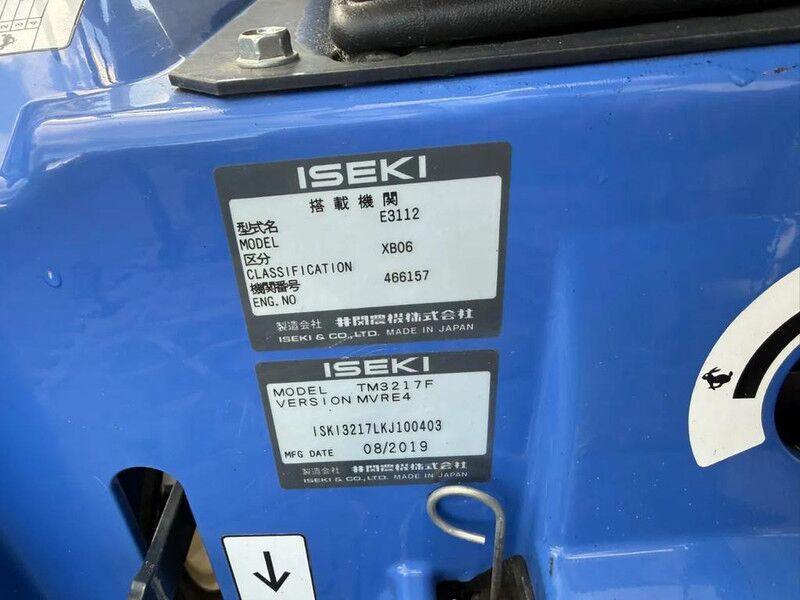 ISEKI
搭載機関
型式名
MODEL E3112
区分
CLASSIFICATION XB06
機関番号
ENG.NO 466157
製造会社 井関農機株式会社
ISEKI & CO.,LTD. MADE IN JAPAN
ISEKI
MODEL TM3217F
VERSION MVRE4
ISKI3217LKJ100403
MFG DATE 08/2019
製造会社 井関農機株式会社
ISEKI & CO.,LTD. MADE IN JAPAN